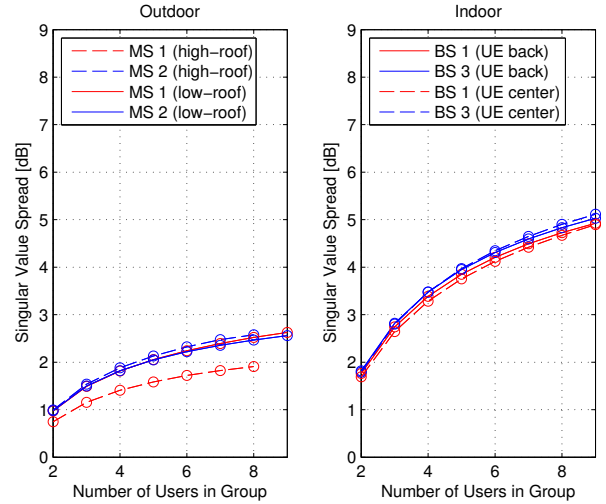 Outdoor
MS 1 (high−roof)
MS 2 (high−roof)
MS 1 (low−roof)
MS 2 (low−roof)
9
8
7
6
5
4
3
2
1
0
Singular Value Spread [dB]
2 4 6 8
Number of Users in Group
Indoor
BS 1 (UE back)
BS 3 (UE back)
BS 1 (UE center)
BS 3 (UE center)
9
8
7
6
5
4
3
2
1
0
Singular Value Spread [dB]
2 4 6 8
Number of Users in Group